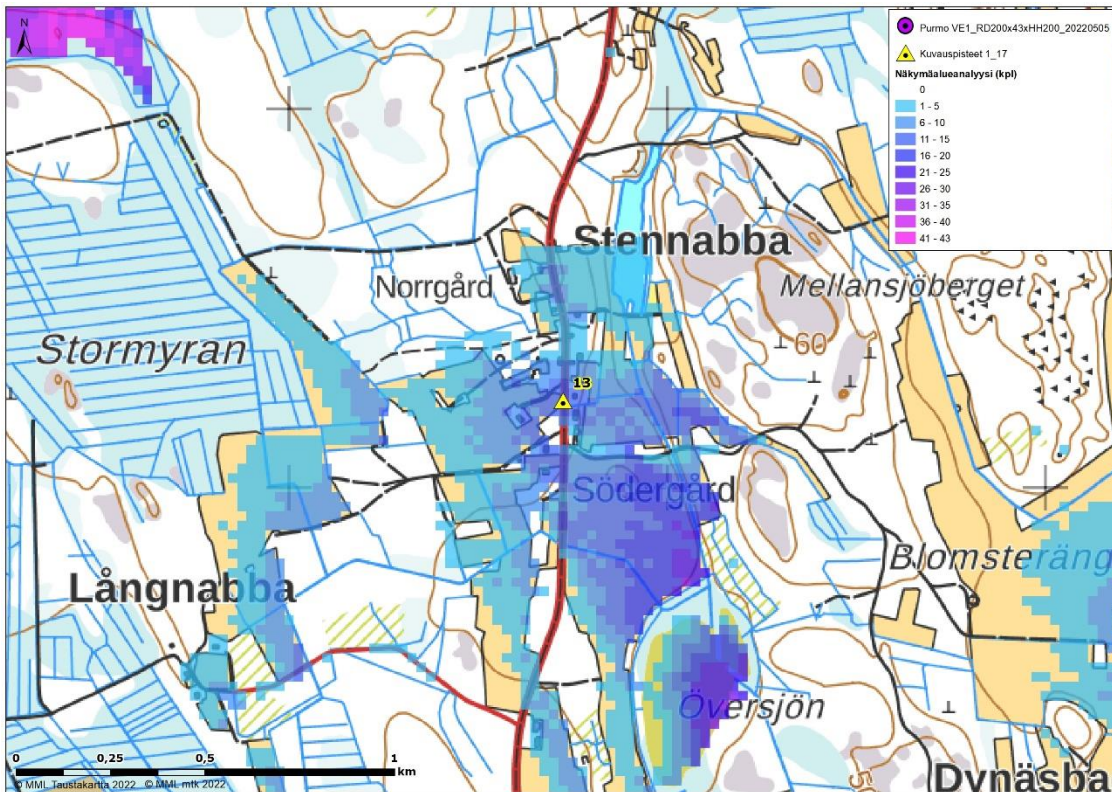 N
Purmo VE1_RD200x43xHH200_20220505
Kuvauspisteet 1_17
Näkymäalueanalyysi (kpl)
0
1 - 5
6 - 10
11 - 15
16 - 20
21 - 25
26 - 30
31 - 35
36 - 40
41 - 43
Stennabba
Norrgård
Mellansjöberget
Stormyran
60
13
Södergård
Blomsteräng
Långnabba
Översjön
Dynäsba
0
0,25
0,5
1
km
© MML Taustakartta 2022 © MML mtk 2022